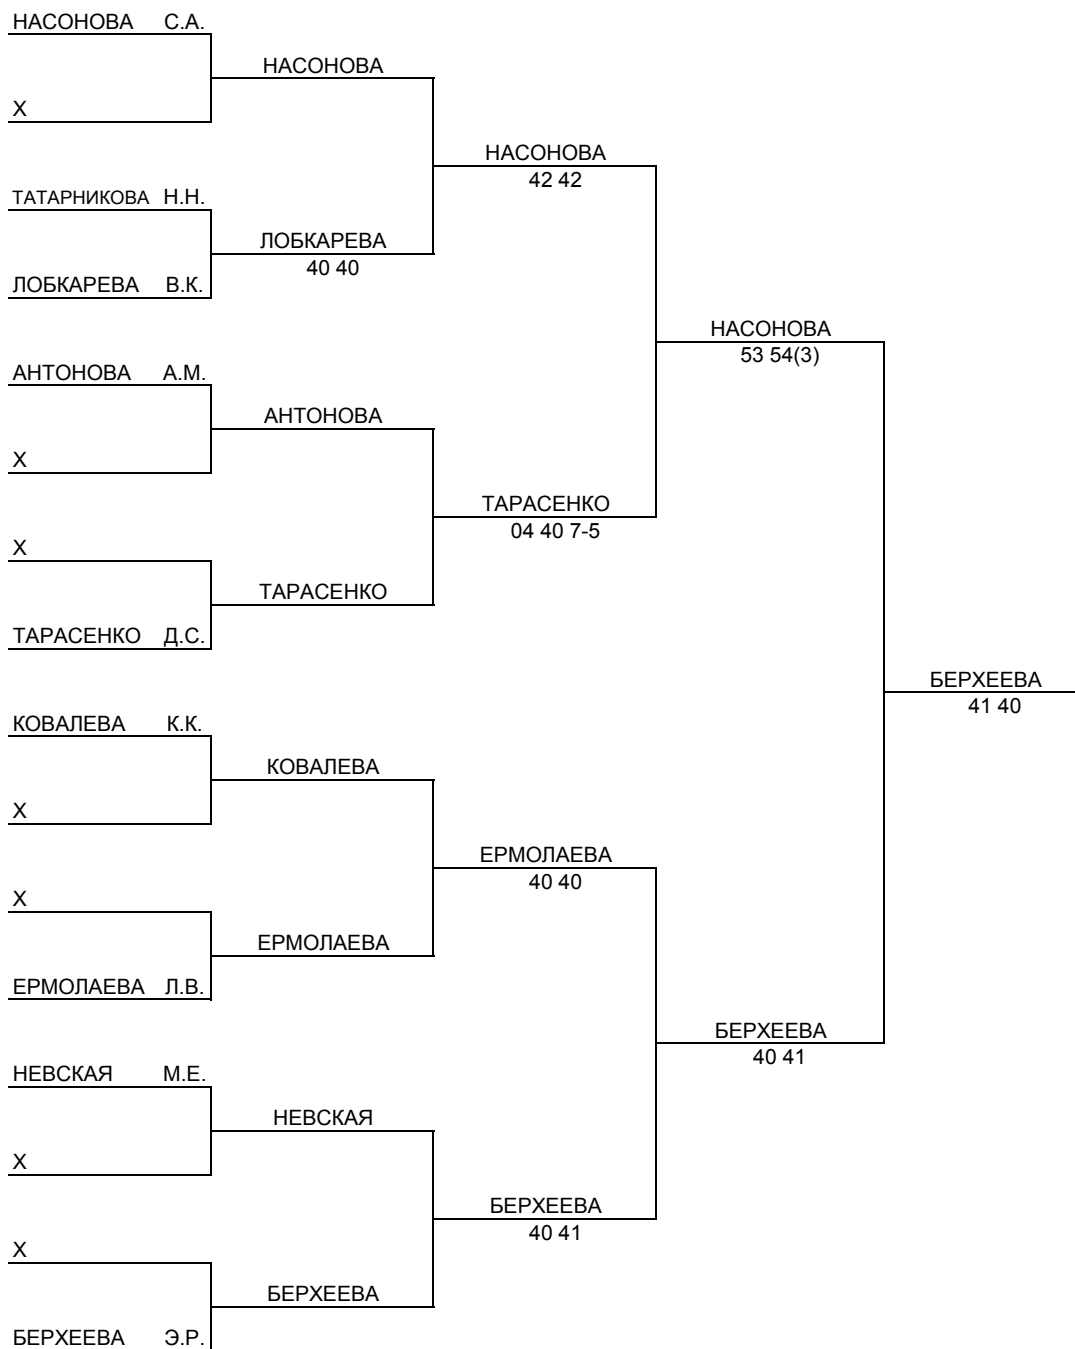 НАСОНОВА С.А.
НАСОНОВА
Х
НАСОНОВА
42 42
ТАТАРНИКОВА Н.Н.
ЛОБКАРЕВА
40 40
ЛОБКАРЕВА В.К.
НАСОНОВА
53 54(3)
АНТОНОВА А.М.
АНТОНОВА
Х
ТАРАСЕНКО
04 40 7-5
Х
ТАРАСЕНКО
ТАРАСЕНКО Д.С.
БЕРХЕЕВА
41 40
КОВАЛЕВА К.К.
КОВАЛЕВА
Х
ЕРМОЛАЕВА
40 40
Х
ЕРМОЛАЕВА
ЕРМОЛАЕВА Л.В.
БЕРХЕЕВА
40 41
НЕВСКАЯ М.Е.
НЕВСКАЯ
Х
БЕРХЕЕВА
40 41
Х
БЕРХЕЕВА
БЕРХЕЕВА Э.Р.